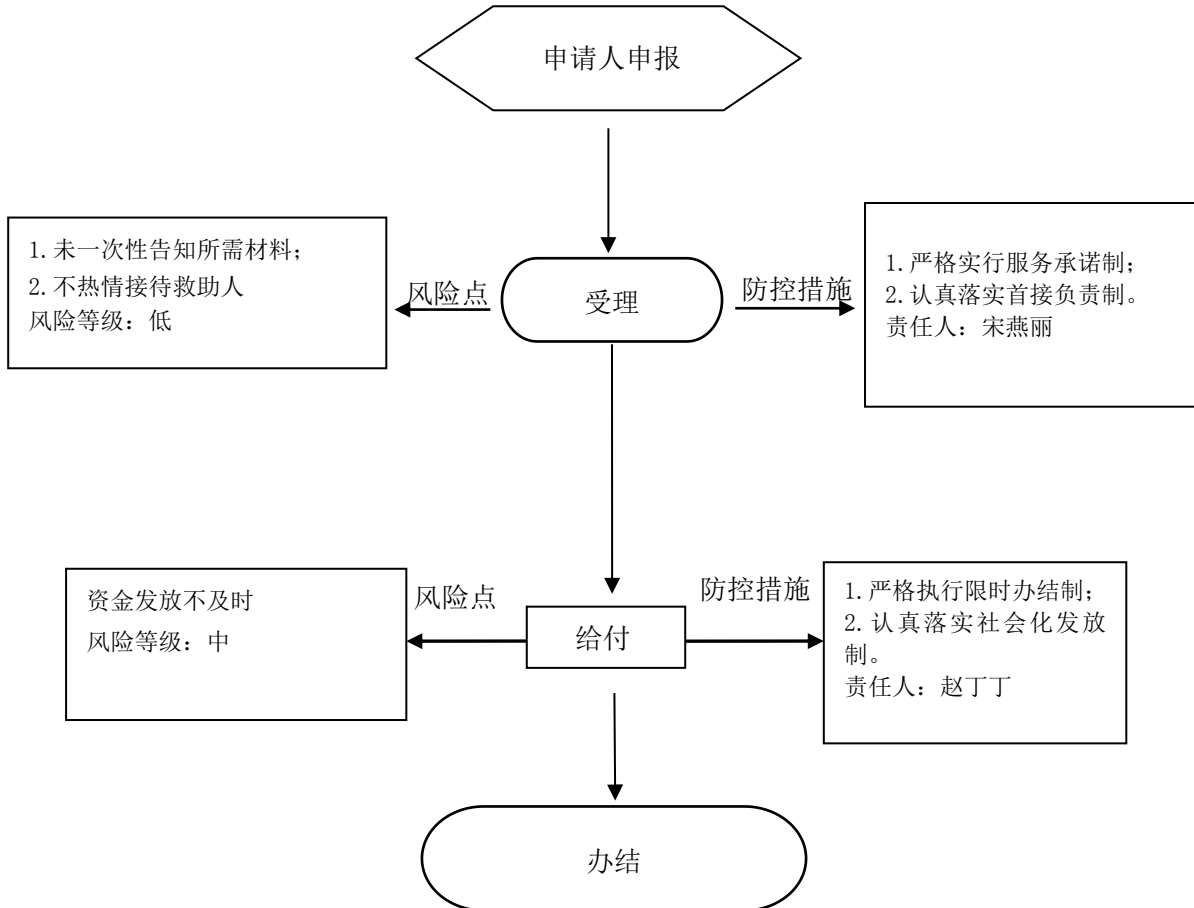 申请人申报
1.未一次性告知所需材料；
2.不热情接待救助人
风险等级：低
风险点
受理
防控措施
1.严格实行服务承诺制；
2.认真落实首接负责制。
责任人：宋燕丽
资金发放不及时
风险等级：中
风险点
给付
防控措施
1.严格执行限时办结制；
2.认真落实社会化发放
制。
责任人：赵丁丁
办结